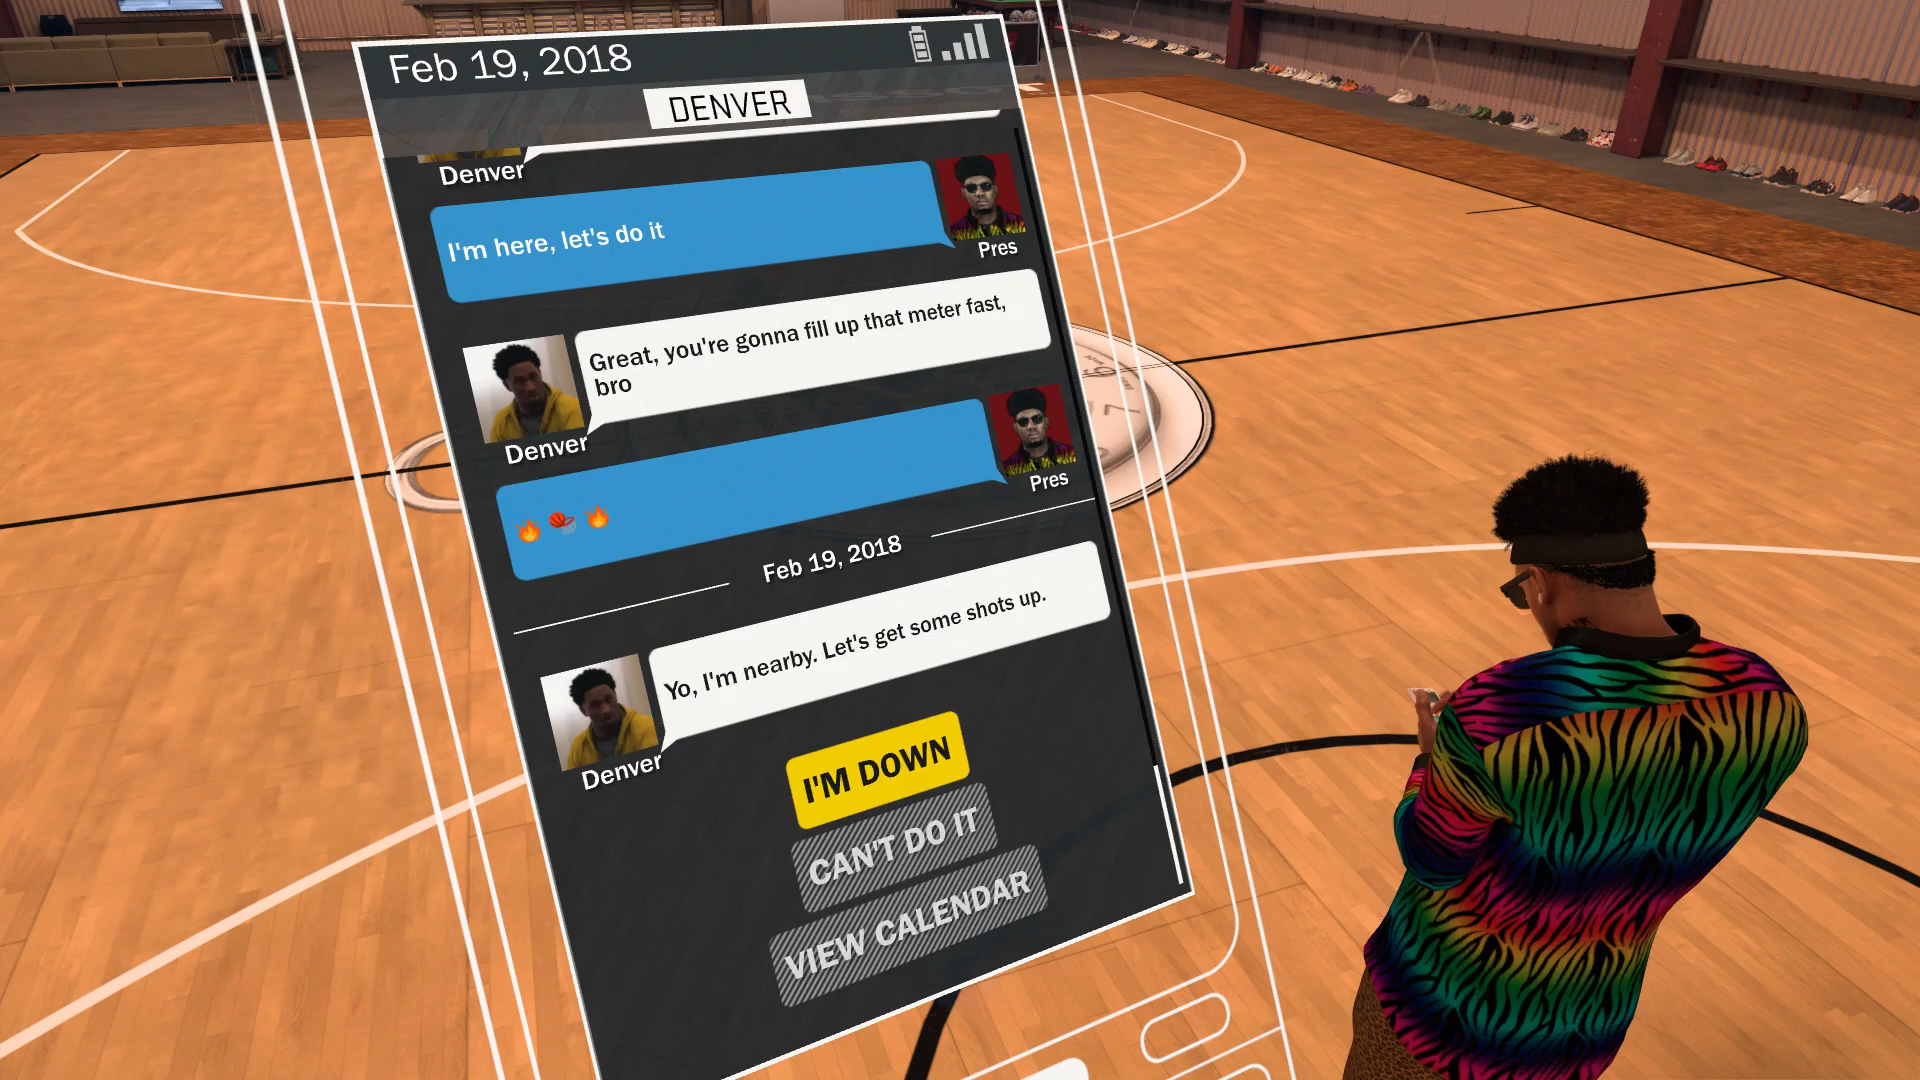 Feb 19, 2018
DENVER
Denver
I'm here, let's do it
Pres
Great, you're gonna fill up that meter fast,
bro
Denver
🔥 🏀 🔥
Pres
Feb 19, 2018
Yo, I'm nearby. Let's get some shots up.
Denver
I'M DOWN
CAN'T DO IT
VIEW CALENDAR